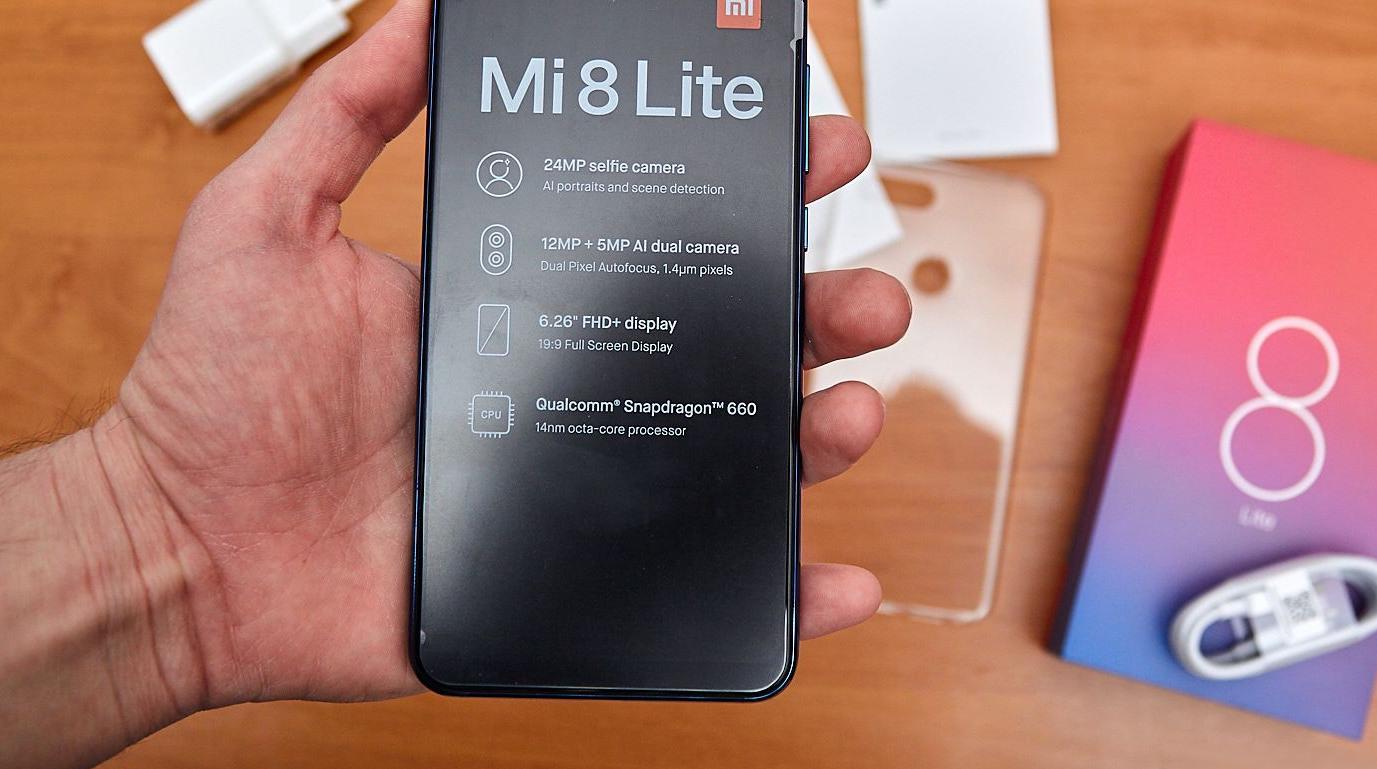 mi
Mi 8 Lite
24MP selfie camera
AI portraits and scene detection
12MP + 5MP AI dual camera
Dual Pixel Autofocus, 1.4μm pixels
6.26" FHD+ display
19:9 Full Screen Display
CPU
Qualcomm® Snapdragon™ 660
14nm octa-core processor
8
Lite